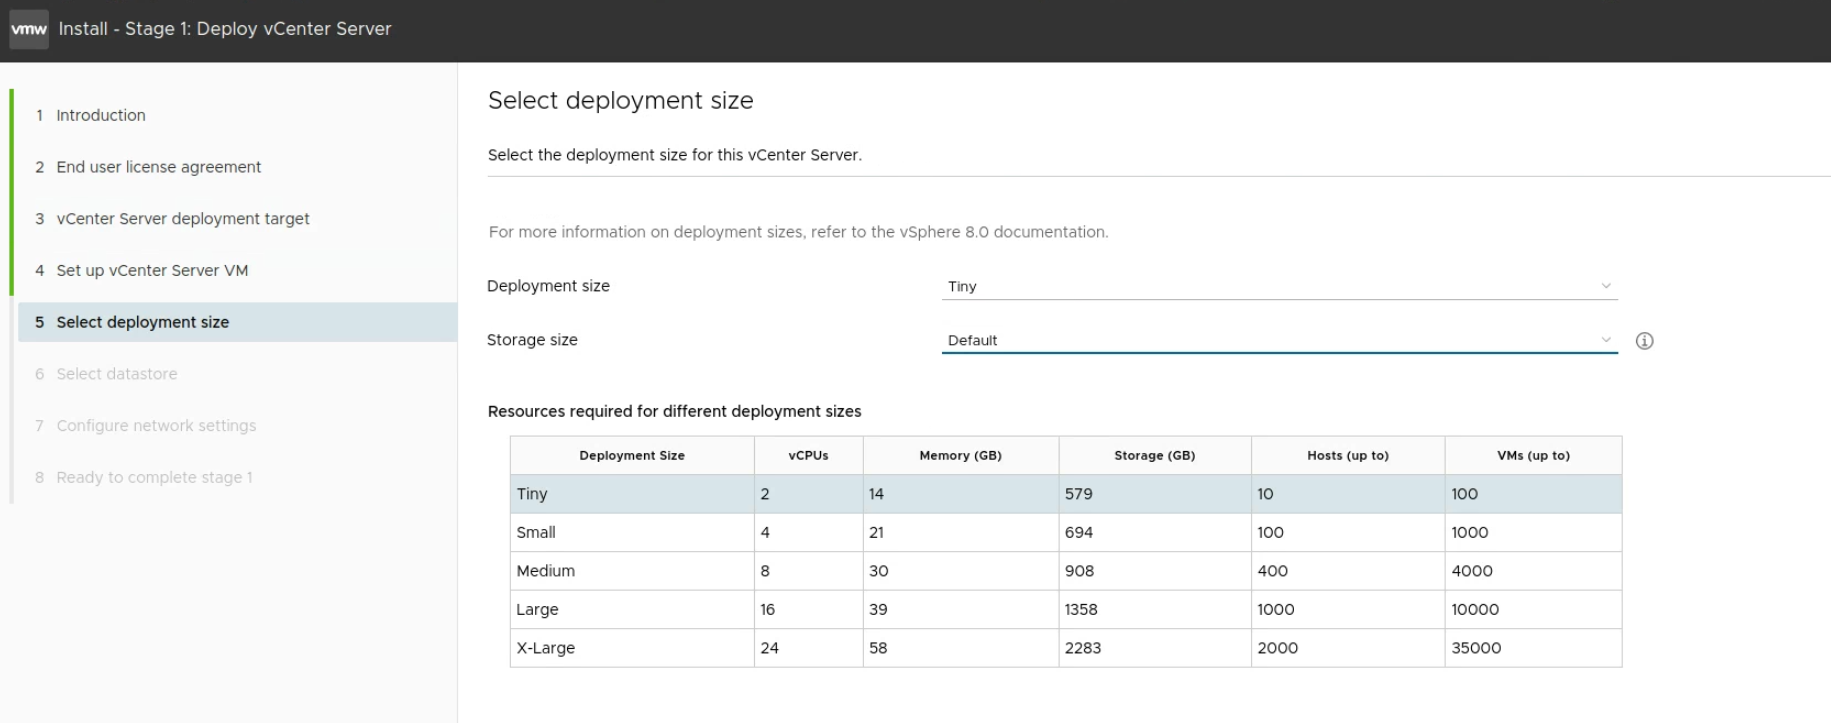 vmw Install - Stage 1: Deploy vCenter Server
1 Introduction
2 End user license agreement
3 vCenter Server deployment target
4 Set up vCenter Server VM
5 Select deployment size
6 Select datastore
7 Configure network settings
8 Ready to complete stage 1
Select deployment size
Select the deployment size for this vCenter Server.
For more information on deployment sizes, refer to the vSphere 8.0 documentation.
Deployment size Tiny
Storage size Default
Resources required for different deployment sizes
Deployment Size vCPUs Memory (GB) Storage (GB) Hosts (up to) VMs (up to)
Tiny 2 14 579 10 100
Small 4 21 694 100 1000
Medium 8 30 908 400 4000
Large 16 39 1358 1000 10000
X-Large 24 58 2283 2000 35000